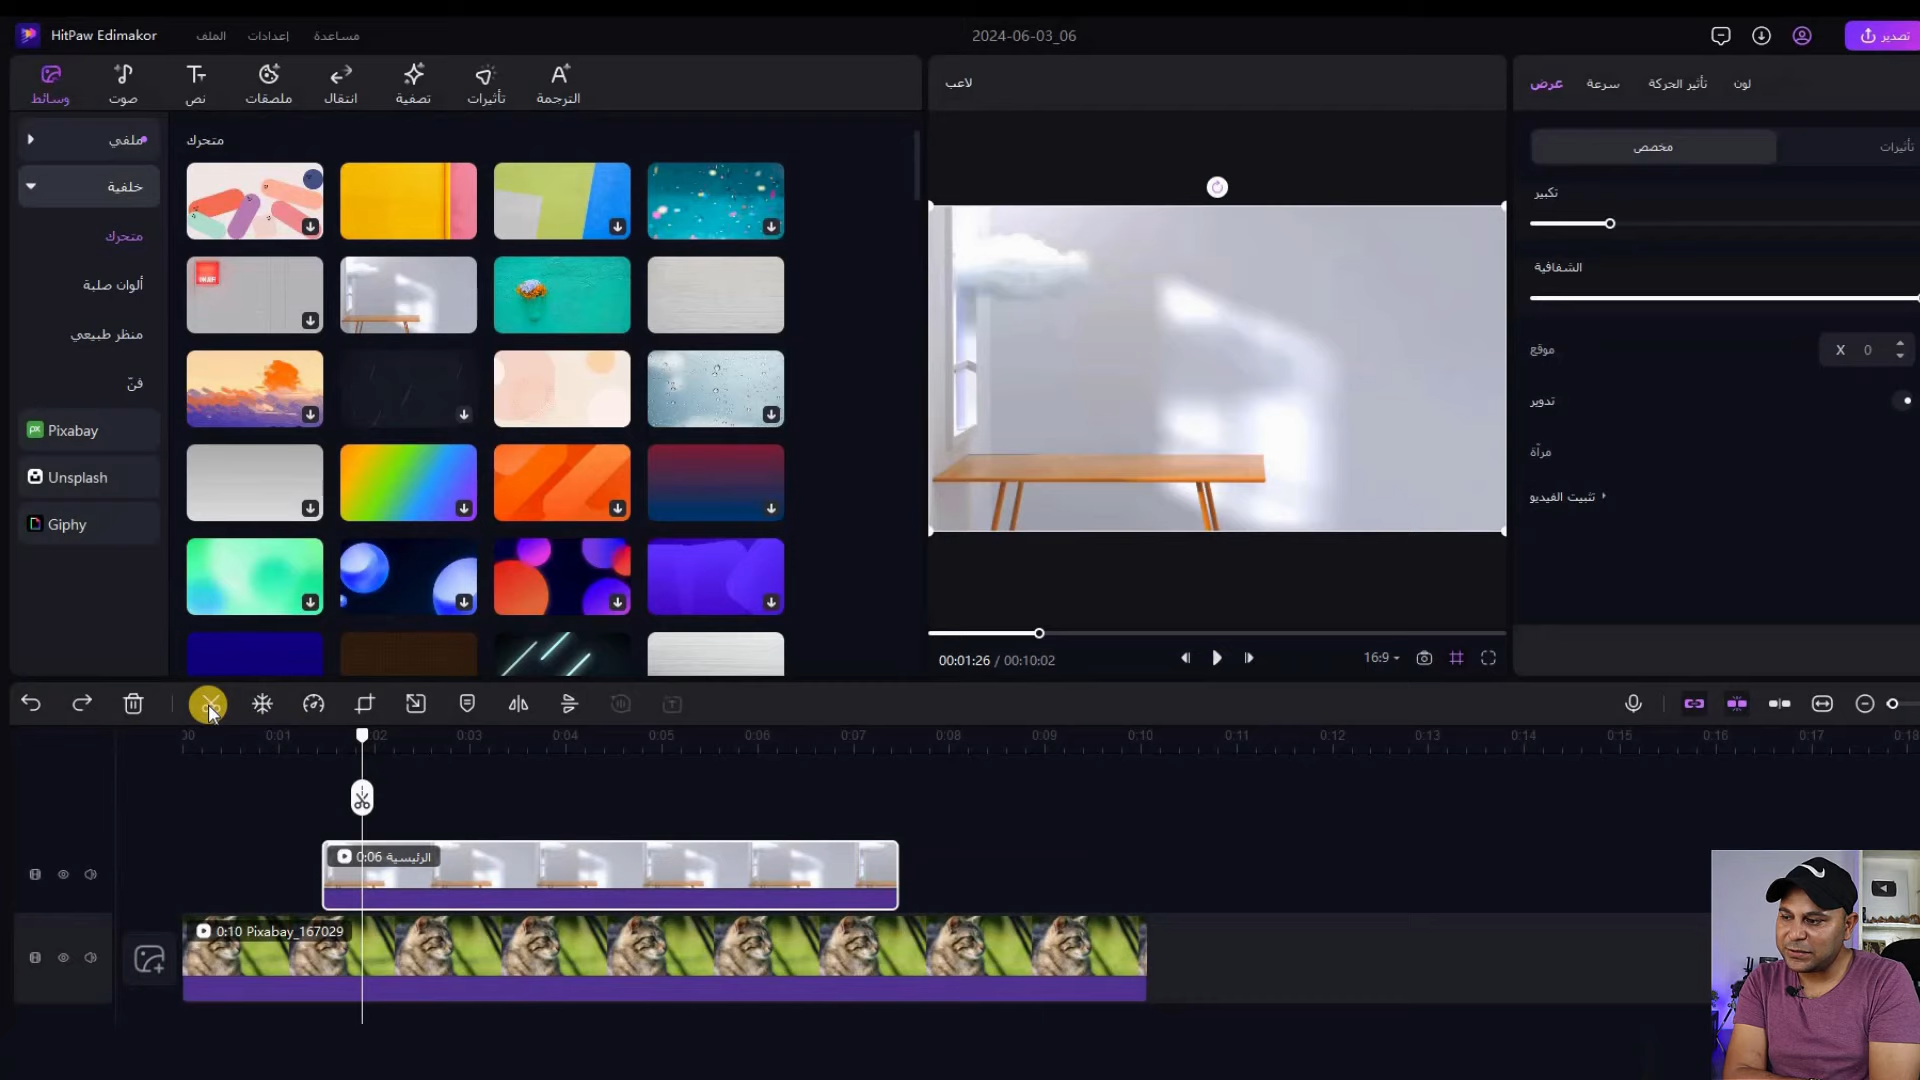 HitPaw Edimakor
الملف
إعدادات
مساعدة
2024-06-03_06
تصدير
وسائط
صوت
نص
ملصقات
انتقال
تصفية
تأثيرات
الترجمة
ملفي
خلفية
متحرك
ألوان صلبة
منظر طبيعي
فنّ
Pixabay
Unsplash
Giphy
متحرك
لاعب
00:01:26 / 00:10:02
16:9
عرض
سرعة
تأثير الحركة
لون
مخصص
تأثيرات
تكبير
الشفافية
موقع
X 0
تدوير
مرآة
تثبيت الفيديو
00
0:01
02
0:03
0:04
0:05
0:06
0:07
0:08
0:09
0:10
0:11
0:12
0:13
0:14
0:15
0:16
0:17
0:18
0:06 الرئيسية
0:10 Pixabay_167029